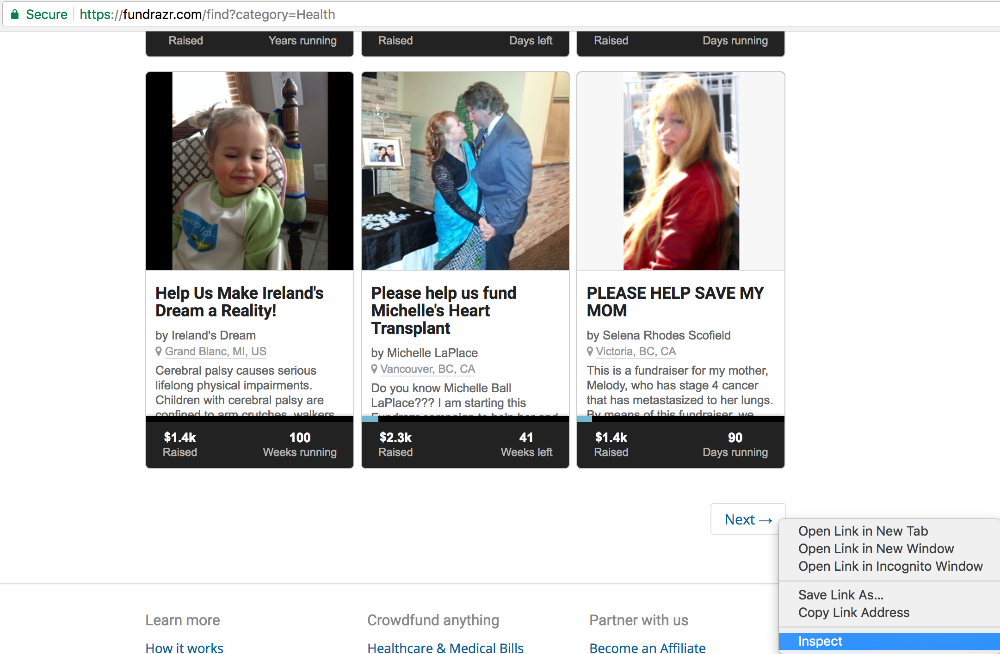 Secure https://fundrazr.com/find?category=Health
Raised Years running
Raised Days left
Raised Days running
sweet pea.
Help Us Make Ireland's
Dream a Reality!
by Ireland's Dream
Grand Blanc, MI, US
Cerebral palsy causes serious
lifelong physical impairments.
Children with cerebral palsy are
confined to arm crutches, walkers
$1.4k 100
Raised Weeks running
Please help us fund
Michelle's Heart
Transplant
by Michelle LaPlace
Vancouver, BC, CA
Do you know Michelle Ball
LaPlace??? I am starting this
Fundrazr campaign to help her and
$2.3k 41
Raised Weeks left
PLEASE HELP SAVE MY
MOM
by Selena Rhodes Scofield
Victoria, BC, CA
This is a fundraiser for my mother,
Melody, who has stage 4 cancer
that has metastasized to her lungs.
By means of this fundraiser, we
$1.4k 90
Raised Days running
Next →
Open Link in New Tab
Open Link in New Window
Open Link in Incognito Window
Save Link As...
Copy Link Address
Inspect
Learn more
How it works
Crowdfund anything
Healthcare & Medical Bills
Partner with us
Become an Affiliate